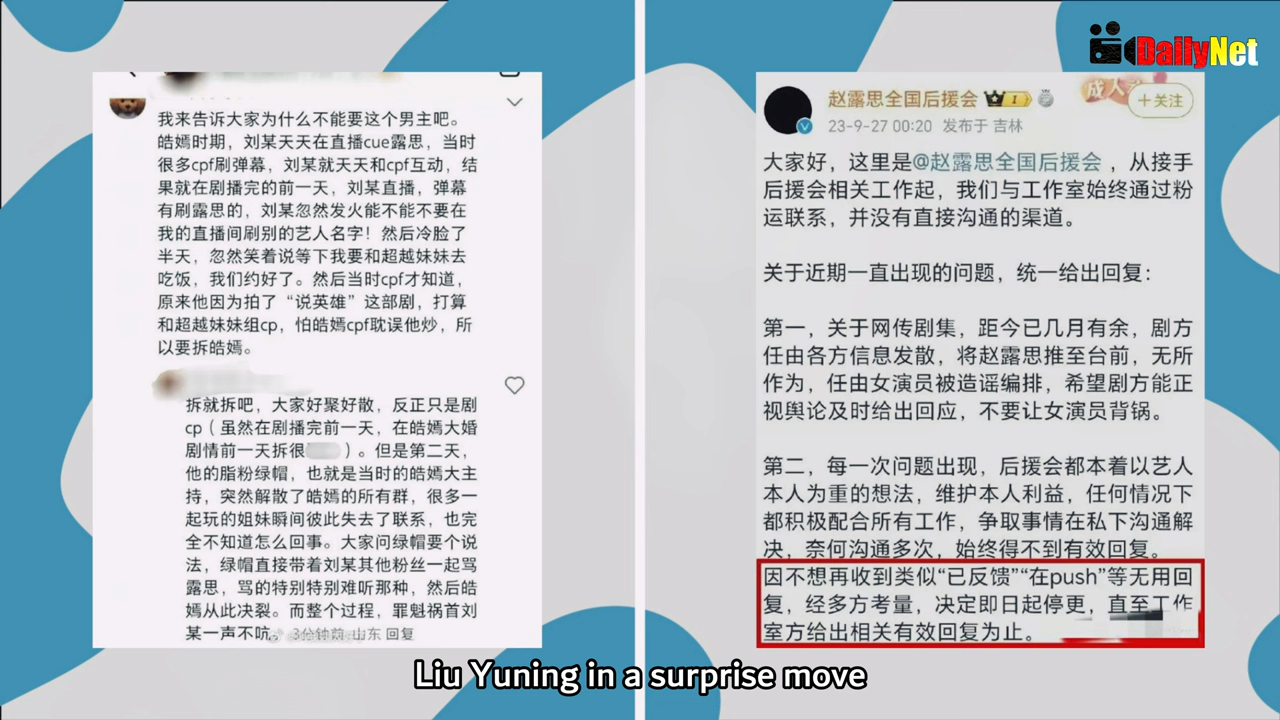 DailyNet
我来告诉大家为什么不能要这个男主吧。
皓嫣时期，刘某天天在直播cue露思，当时
很多cpf刷弹幕，刘某就天天和cpf互动，结
果就在剧播完的前一天，刘某直播，弹幕
有刷露思的，刘某忽然发火能不能不要在
我的直播间刷别的艺人名字！然后冷脸了
半天，忽然笑着说等下我要和超越妹妹去
吃饭，我们约好了。然后当时cpf才知道，
原来他因为拍了“说英雄”这部剧，打算
和超越妹妹组cp，怕皓嫣cpf耽误他炒，所
以要拆皓嫣。
拆就拆吧，大家好聚好散，反正只是剧
cp（虽然在剧播完前一天，在皓嫣大婚
剧情前一天拆很）。但是第二天，
他的脂粉绿帽，也就是当时的皓嫣大主
持，突然解散了皓嫣的所有群，很多一
起玩的姐妹瞬间彼此失去了联系，也完
全不知道怎么回事。大家问绿帽要个说
法，绿帽直接带着刘某其他粉丝一起骂
露思，骂的特别特别难听那种，然后皓
嫣从此决裂。而整个过程，罪魁祸首刘
某一声不吭。3分钟前 山东 回复
赵露思全国后援会
成人
＋关注
23-9-27 00:20 发布于 吉林
大家好，这里是@赵露思全国后援会，从接手
后援会相关工作起，我们与工作室始终通过粉
运联系，并没有直接沟通的渠道。
关于近期一直出现的问题，统一给出回复：
第一，关于网传剧集，距今已几月有余，剧方
任由各方信息发散，将赵露思推至台前，无所
作为，任由女演员被造谣编排，希望剧方能正
视舆论及时给出回应，不要让女演员背锅。
第二，每一次问题出现，后援会都本着以艺人
本人为重的想法，维护本人利益，任何情况下
都积极配合所有工作，争取事情在私下沟通解
决，奈何沟通多次，始终得不到有效回复。
因不想再收到类似“已反馈”“在push”等无用回
复，经多方考量，决定即日起停更，直至工作
室方给出相关有效回复为止。
Liu Yuning in a surprise move